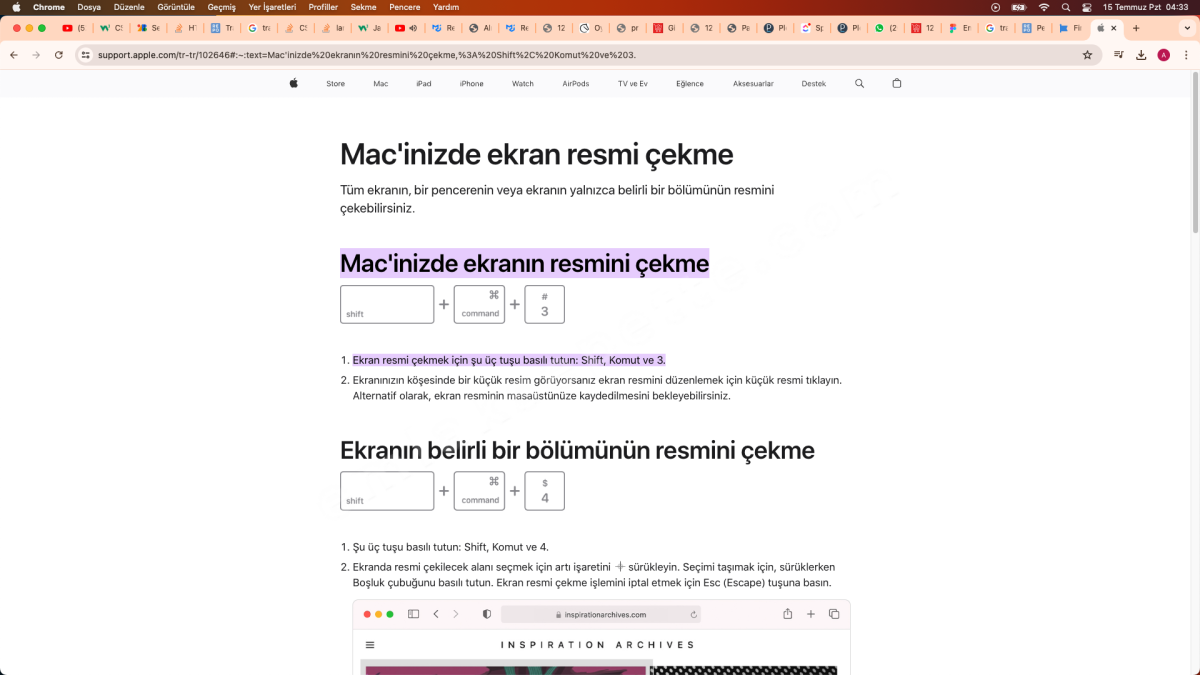 Chrome Dosya Düzenle Görüntüle Geçmiş Yer İşaretleri Profiller Sekme Pencere Yardım 15 Temmuz Pzt 04:33
support.apple.com/tr-tr/102646#:~:text=Mac'inizde%20ekranın%20resmini%20çekme,%3A%20Shift%2C%20Komut%20ve%203.
Store Mac iPad iPhone Watch AirPods TV ve Ev Eğlence Aksesuarlar Destek
Mac'inizde ekran resmi çekme
Tüm ekranın, bir pencerenin veya ekranın yalnızca belirli bir bölümünün resmini
çekebilirsiniz.
Mac'inizde ekranın resmini çekme
shift + ⌘ command + # 3
1. Ekran resmi çekmek için şu üç tuşu basılı tutun: Shift, Komut ve 3.
2. Ekranınızın köşesinde bir küçük resim görüyorsanız ekran resmini düzenlemek için küçük resmi tıklayın.
Alternatif olarak, ekran resminin masaüstünüze kaydedilmesini bekleyebilirsiniz.
Ekranın belirli bir bölümünün resmini çekme
shift + ⌘ command + $ 4
1. Şu üç tuşu basılı tutun: Shift, Komut ve 4.
2. Ekranda resmi çekilecek alanı seçmek için artı işaretini sürükleyin. Seçimi taşımak için, sürüklerken
Boşluk çubuğunu basılı tutun. Ekran resmi çekme işlemini iptal etmek için Esc (Escape) tuşuna basın.
inspirationarchives.com
INSPIRATION ARCHIVES